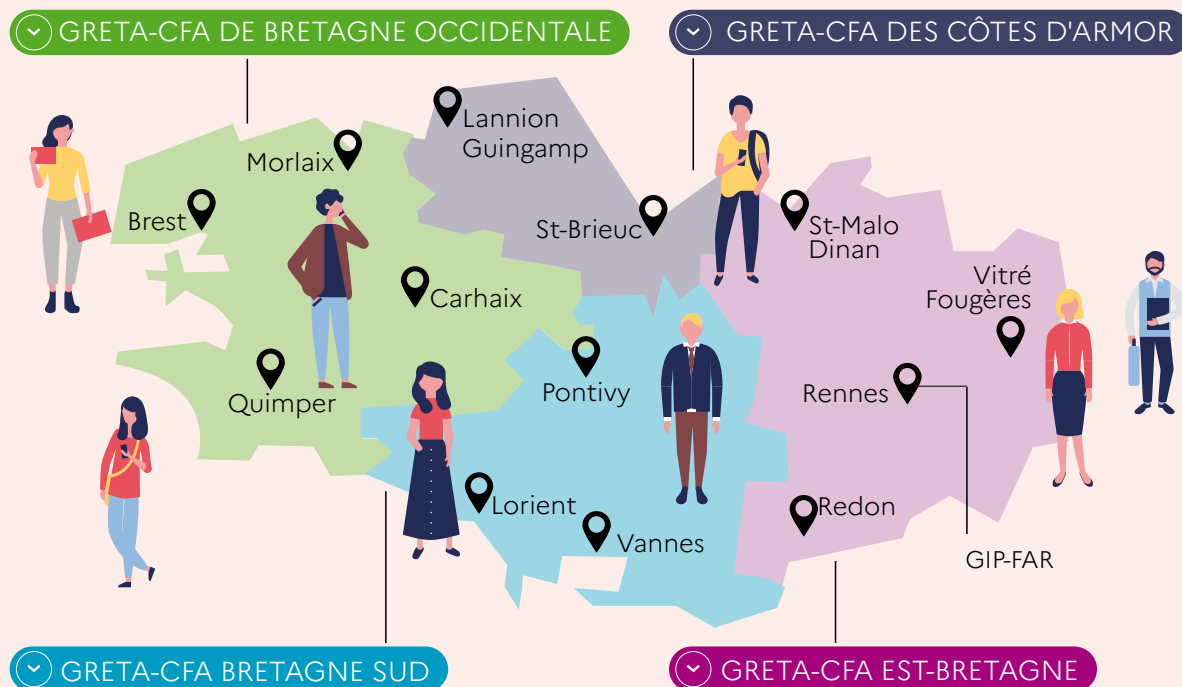 GRETA-CFA DE BRETAGNE OCCIDENTALE
GRETA-CFA DES CÔTES D'ARMOR
Lannion
Guingamp
Morlaix
Brest
St-Brieuc
St-Malo
Dinan
Vitré
Fougères
Carhaix
Quimper
Pontivy
Rennes
Lorient
Redon
Vannes
GIP-FAR
GRETA-CFA BRETAGNE SUD
GRETA-CFA EST-BRETAGNE